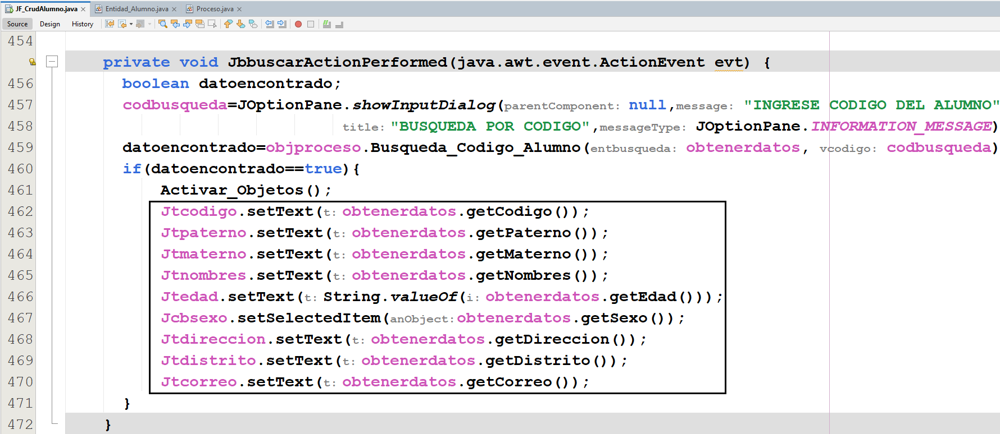 JF_CrudAlumno.java × Entidad_Alumno.java × Proceso.java ×
Source Design History
454
private void JbbuscarActionPerformed(java.awt.event.ActionEvent evt) {
456 boolean datoencontrado;
457 codbusqueda=JOptionPane.showInputDialog(parentComponent: null,message: "INGRESE CODIGO DEL ALUMNO"
458 title: "BUSQUEDA POR CODIGO",messageType: JOptionPane.INFORMATION_MESSAGE)
459 datoencontrado=objproceso.Busqueda_Codigo_Alumno(entbusqueda: obtenerdatos, vcodigo: codbusqueda)
460 if(datoencontrado==true){
461 Activar_Objetos();
462 Jtcodigo.setText(t: obtenerdatos.getCodigo());
463 Jtpaterno.setText(t: obtenerdatos.getPaterno());
464 Jtmaterno.setText(t: obtenerdatos.getMaterno());
465 Jtnombres.setText(t: obtenerdatos.getNombres());
466 Jtedad.setText(t: String.valueOf(i: obtenerdatos.getEdad()));
467 Jcbsexo.setSelectedItem(anObject: obtenerdatos.getSexo());
468 Jtdireccion.setText(t: obtenerdatos.getDireccion());
469 Jtdistrito.setText(t: obtenerdatos.getDistrito());
470 Jtcorreo.setText(t: obtenerdatos.getCorreo());
471 }
472 }